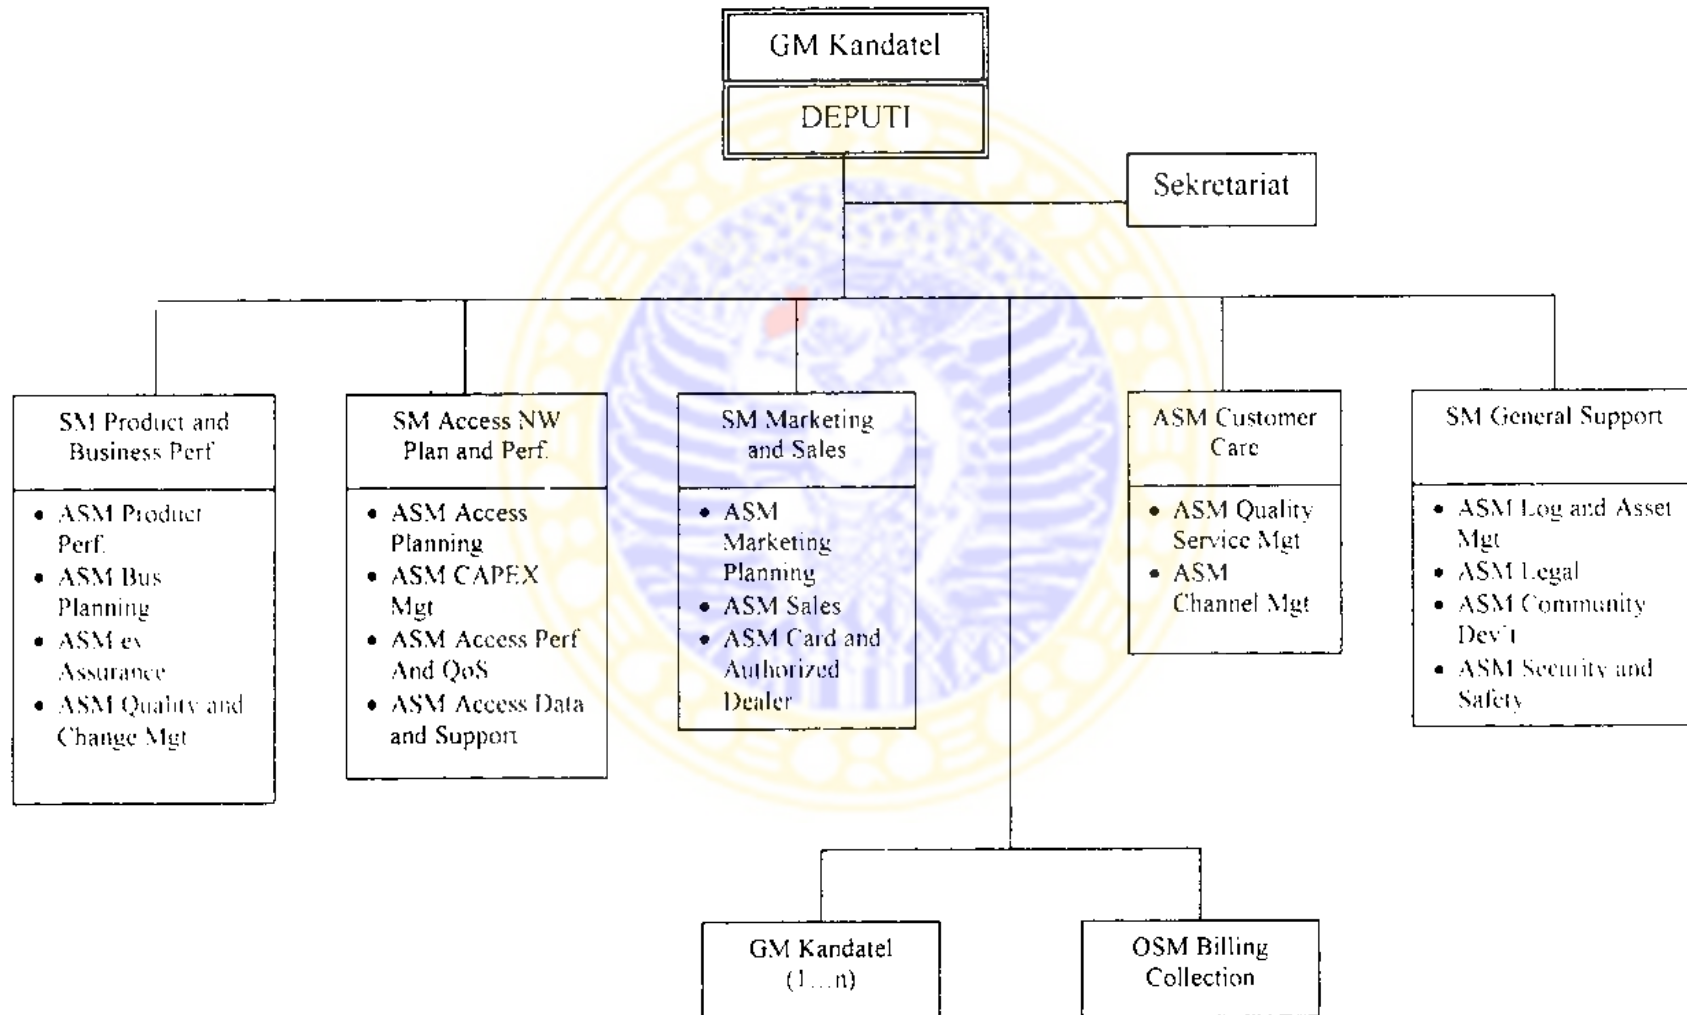 GM Kandatel
DEPUTI
Sekretariat
SM Product and
Business Perf
• ASM Product
Perf.
• ASM Bus
Planning
• ASM ev
Assurance
• ASM Quality and
Change Mgt
SM Access NW
Plan and Perf.
• ASM Access
Planning
• ASM CAPEX
Mgt
• ASM Access Perf
And QoS
• ASM Access Data
and Support
SM Marketing
and Sales
• ASM
Marketing
Planning
• ASM Sales
• ASM Card and
Authorized
Dealer
ASM Customer
Care
• ASM Quality
Service Mgt
• ASM
Channel Mgt
SM General Support
• ASM Log and Asset
Mgt
• ASM Legal
• ASM Community
Dev't
• ASM Security and
Safety
GM Kandatel
(1...n)
OSM Billing
Collection